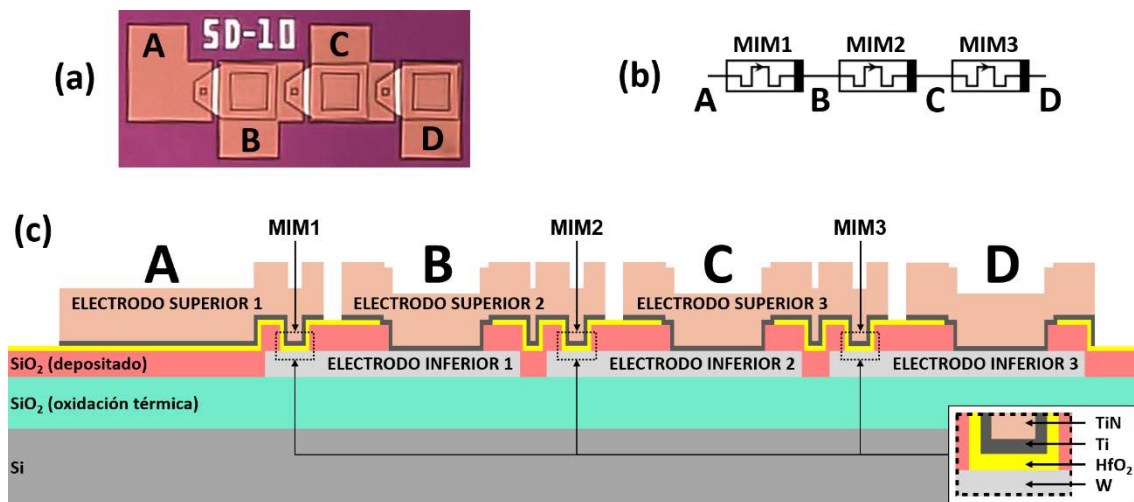 (a)
A
SD-10
C
B
D
(b)
MIM1 MIM2 MIM3
A B C D
(c)
MIM1 MIM2 MIM3
A B C D
ELECTRODO SUPERIOR 1 ELECTRODO SUPERIOR 2 ELECTRODO SUPERIOR 3
SiO₂ (depositado) ELECTRODO INFERIOR 1 ELECTRODO INFERIOR 2 ELECTRODO INFERIOR 3
SiO₂ (oxidación térmica)
Si
TiN
Ti
HfO₂
W